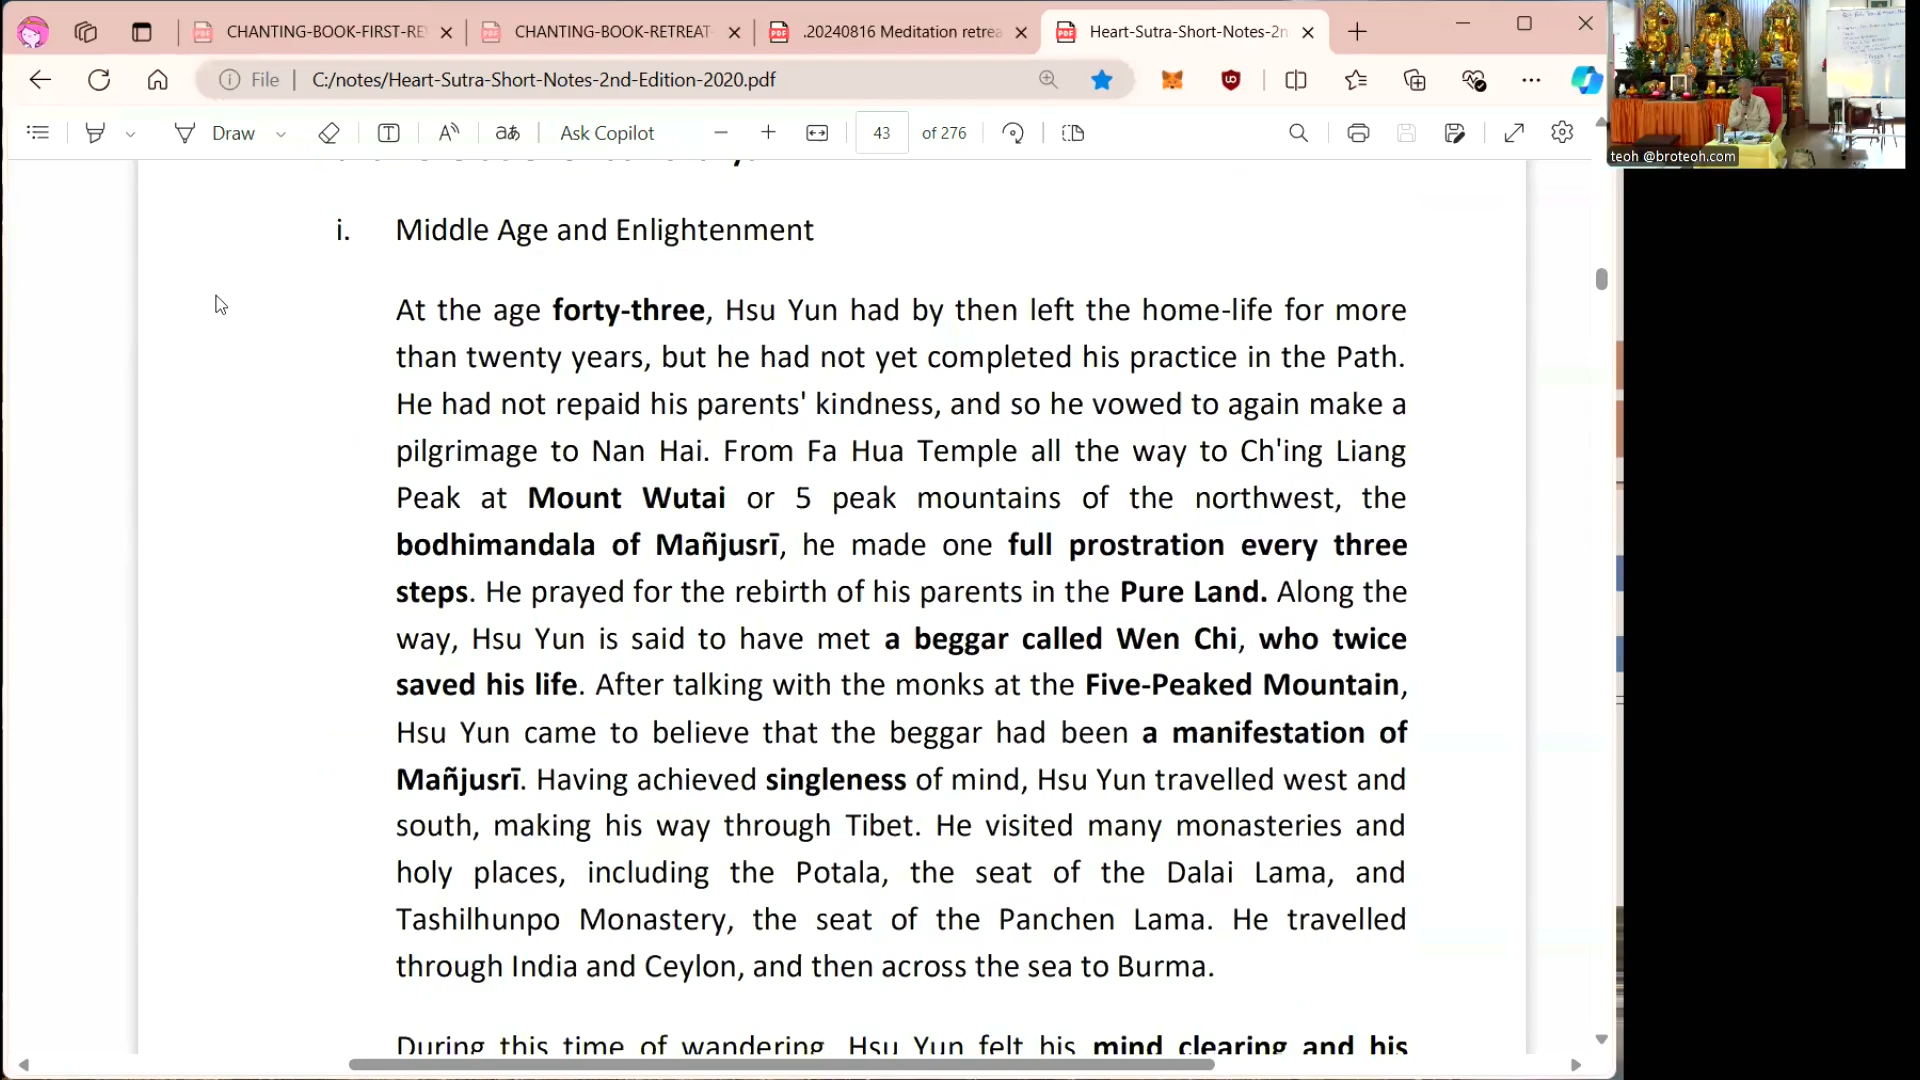 CHANTING-BOOK-FIRST-RE
CHANTING-BOOK-RETREAT-
.20240816 Meditation retrea
Heart-Sutra-Short-Notes-2n
File
C:/notes/Heart-Sutra-Short-Notes-2nd-Edition-2020.pdf
Draw
Ask Copilot
43
of 276
teoh @broteoh.com
i. Middle Age and Enlightenment
At the age forty-three, Hsu Yun had by then left the home-life for more
than twenty years, but he had not yet completed his practice in the Path.
He had not repaid his parents' kindness, and so he vowed to again make a
pilgrimage to Nan Hai. From Fa Hua Temple all the way to Ch'ing Liang
Peak at Mount Wutai or 5 peak mountains of the northwest, the
bodhimandala of Mañjusrī, he made one full prostration every three
steps. He prayed for the rebirth of his parents in the Pure Land. Along the
way, Hsu Yun is said to have met a beggar called Wen Chi, who twice
saved his life. After talking with the monks at the Five-Peaked Mountain,
Hsu Yun came to believe that the beggar had been a manifestation of
Mañjusrī. Having achieved singleness of mind, Hsu Yun travelled west and
south, making his way through Tibet. He visited many monasteries and
holy places, including the Potala, the seat of the Dalai Lama, and
Tashilhunpo Monastery, the seat of the Panchen Lama. He travelled
through India and Ceylon, and then across the sea to Burma.
During this time of wandering, Hsu Yun felt his mind clearing and his